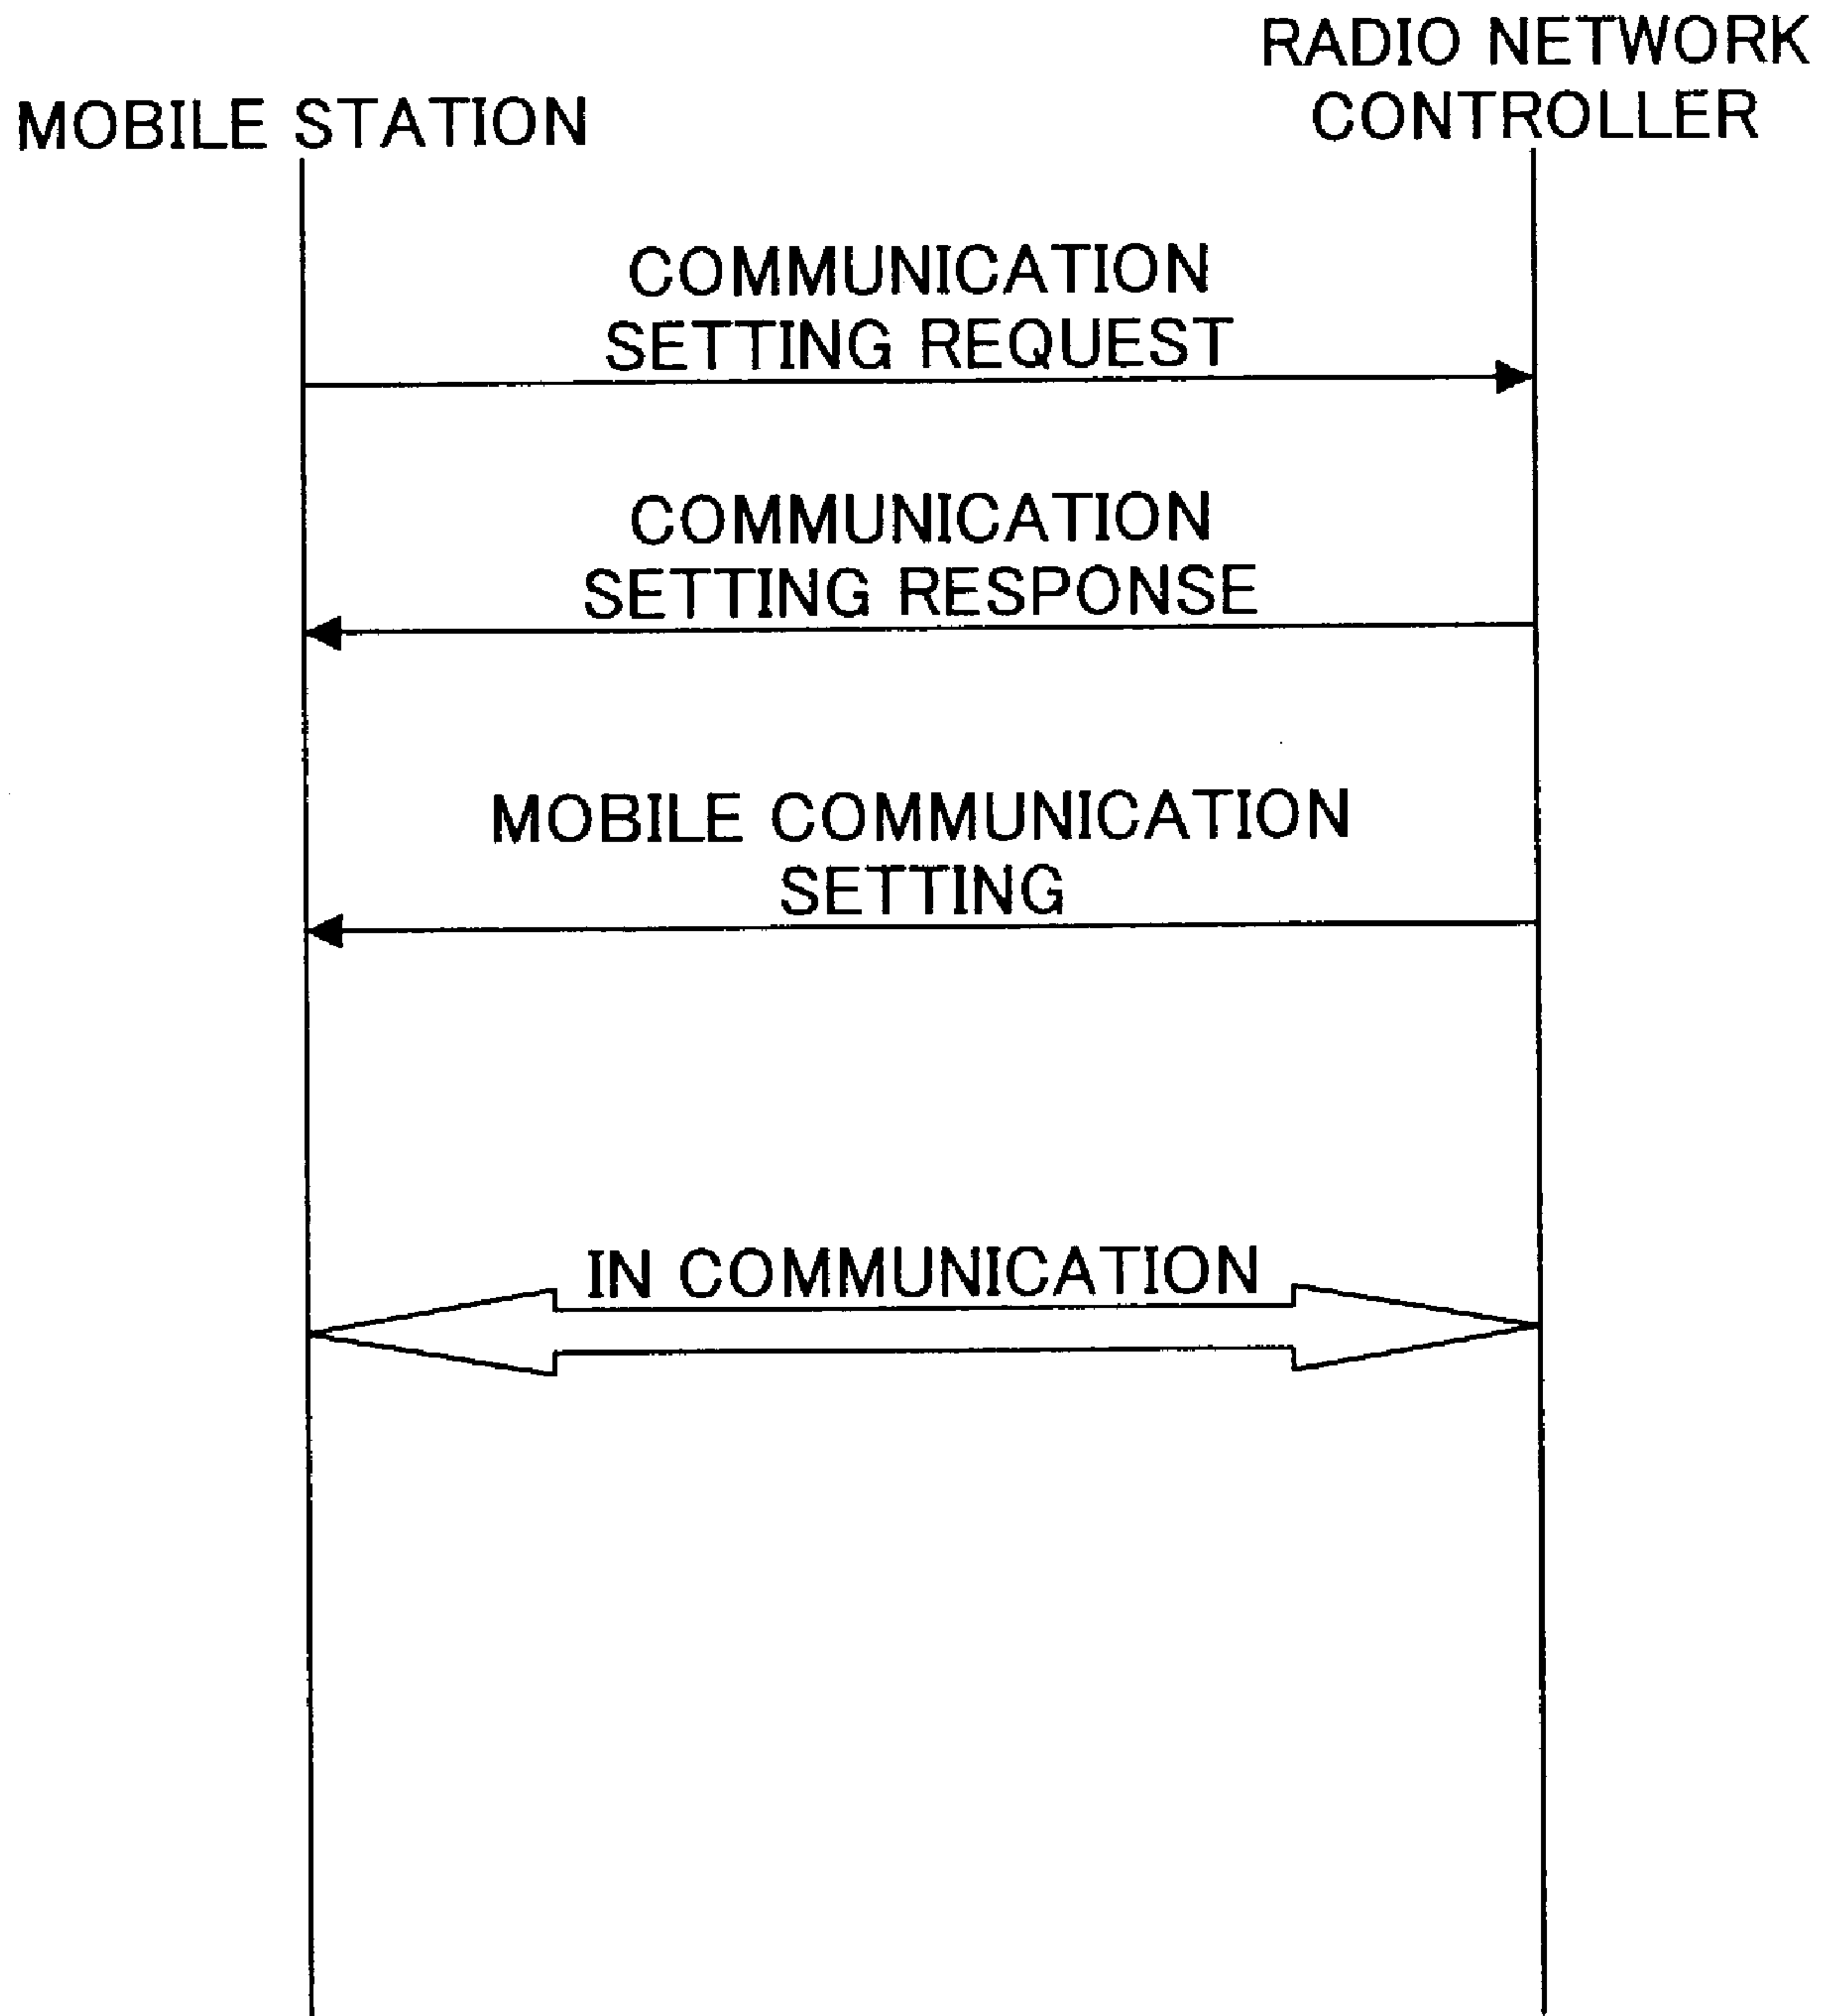 MOBILE STATION
RADIO NETWORK
CONTROLLER
COMMUNICATION
SETTING REQUEST
COMMUNICATION
SETTING RESPONSE
MOBILE COMMUNICATION
SETTING
IN COMMUNICATION